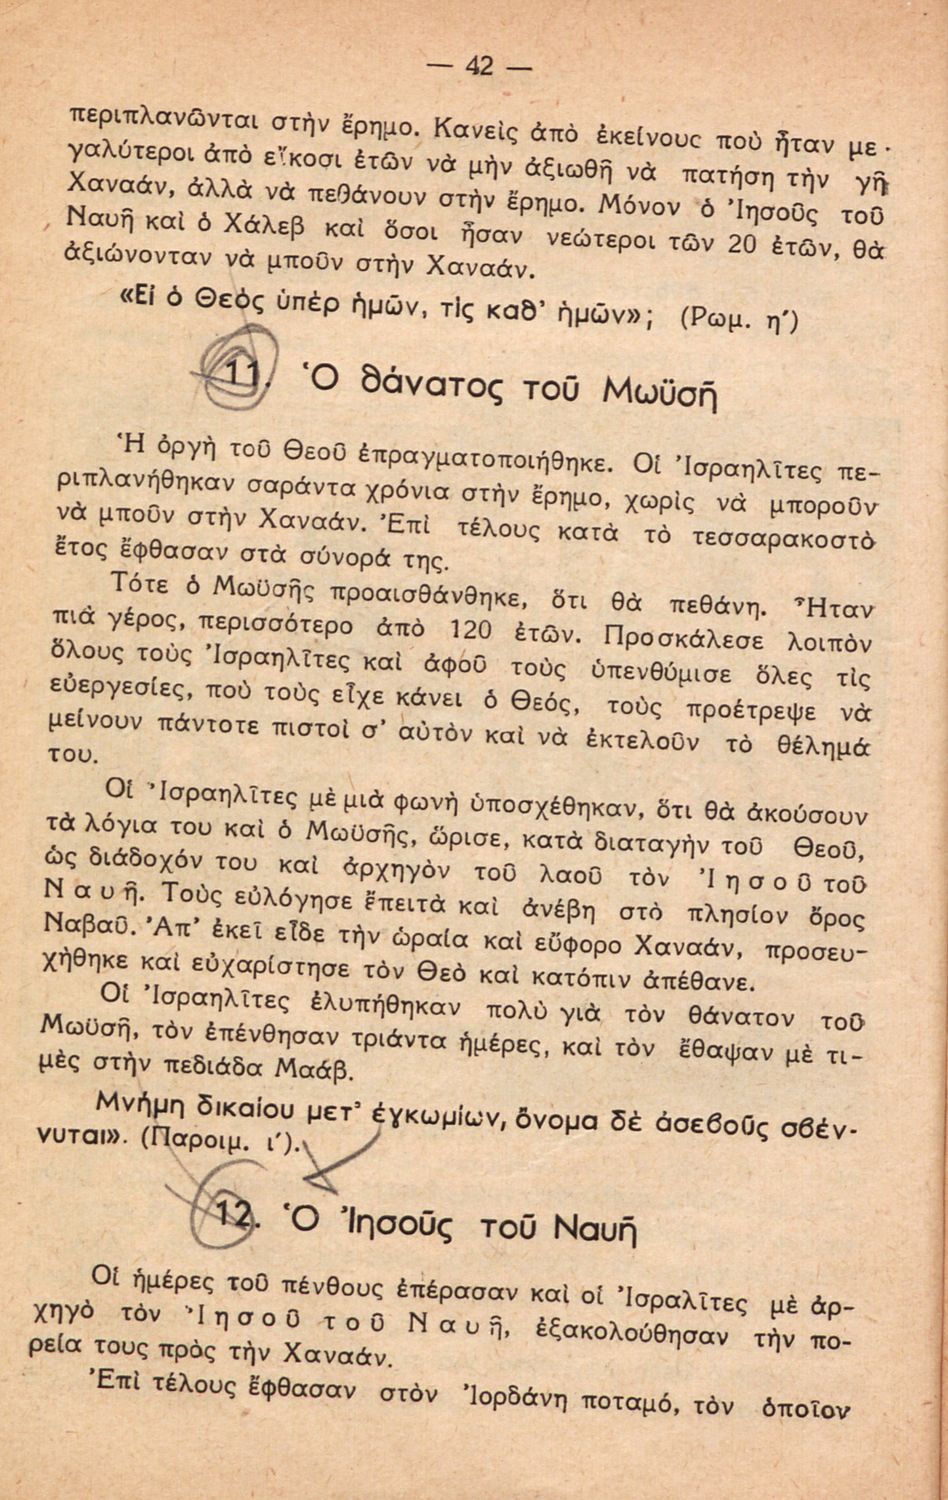 — 42 —
περιπλανῶνται στὴν ἔρημο. Κανεὶς ἀπὸ ἐκείνους ποὺ ἦταν με-
γαλύτεροι ἀπὸ εἴκοσι ἐτῶν νὰ μὴν ἀξιωθῆ νὰ πατήση τὴν γῆ
Χαναάν, ἀλλὰ νὰ πεθάνουν στὴν ἔρημο. Μόνον ὁ Ἰησοῦς τοῦ
Ναυῆ καὶ ὁ Χάλεβ καὶ ὅσοι ἦσαν νεώτεροι τῶν 20 ἐτῶν, θὰ
ἀξιώνονταν νὰ μποῦν στὴν Χαναάν.
«Εἰ ὁ Θεὸς ὑπὲρ ἡμῶν, τὶς καθ' ἡμῶν»; (Ρωμ. η')
11. Ὁ θάνατος τοῦ Μωϋσῆ
Ἡ ὀργὴ τοῦ Θεοῦ ἐπραγματοποιήθηκε. Οἱ Ἰσραηλῖτες πε-
ριπλανήθηκαν σαράντα χρόνια στὴν ἔρημο, χωρὶς νὰ μποροῦν
νὰ μποῦν στὴν Χαναάν. Ἐπὶ τέλους κατὰ τὸ τεσσαρακοστὸ
ἔτος ἔφθασαν στὰ σύνορά της.
Τότε ὁ Μωϋσῆς προαισθάνθηκε, ὅτι θὰ πεθάνη. Ἦταν
πιὰ γέρος, περισσότερο ἀπὸ 120 ἐτῶν. Προσκάλεσε λοιπὸν
ὅλους τοὺς Ἰσραηλῖτες καὶ ἀφοῦ τοὺς ὑπενθύμισε ὅλες τὶς
εὐεργεσίες, ποὺ τοὺς εἶχε κάνει ὁ Θεός, τοὺς προέτρεψε νὰ
μείνουν πάντοτε πιστοὶ σ' αὐτὸν καὶ νὰ ἐκτελοῦν τὸ θέλημά
του.
Οἱ Ἰσραηλῖτες μὲ μιὰ φωνὴ ὑποσχέθηκαν, ὅτι θὰ ἀκούσουν
τὰ λόγια του καὶ ὁ Μωϋσῆς, ὥρισε, κατὰ διαταγὴν τοῦ Θεοῦ,
ὡς διάδοχόν του καὶ ἀρχηγὸν τοῦ λαοῦ τὸν Ἰησοῦ τοῦ
Ναυῆ. Τοὺς εὐλόγησε ἔπειτὰ καὶ ἀνέβη στὸ πλησίον ὄρος
Ναβαῦ. Ἀπ' ἐκεῖ εἶδε τὴν ὡραία καὶ εὔφορο Χαναάν, προσευ-
χήθηκε καὶ εὐχαρίστησε τὸν Θεὸ καὶ κατόπιν ἀπέθανε.
Οἱ Ἰσραηλῖτες ἐλυπήθηκαν πολὺ γιὰ τὸν θάνατον τοῦ
Μωϋσῆ, τὸν ἐπένθησαν τριάντα ἡμέρες, καὶ τὸν ἔθαψαν μὲ τι-
μὲς στὴν πεδιάδα Μαάβ.
Μνήμη δικαίου μετ' ἐγκωμίων, ὄνομα δὲ ἀσεβοῦς σβέν-
νυται». (Παροιμ. ι').
12. Ὁ Ἰησοῦς τοῦ Ναυῆ
Οἱ ἡμέρες τοῦ πένθους ἐπέρασαν καὶ οἱ Ἰσραλῖτες μὲ ἀρ-
χηγὸ τὸν Ἰησοῦ τοῦ Ναυῆ, ἐξακολούθησαν τὴν πο-
ρεία τους πρὸς τὴν Χαναάν.
Ἐπὶ τέλους ἔφθασαν στὸν Ἰορδάνη ποταμό, τὸν ὁποῖον